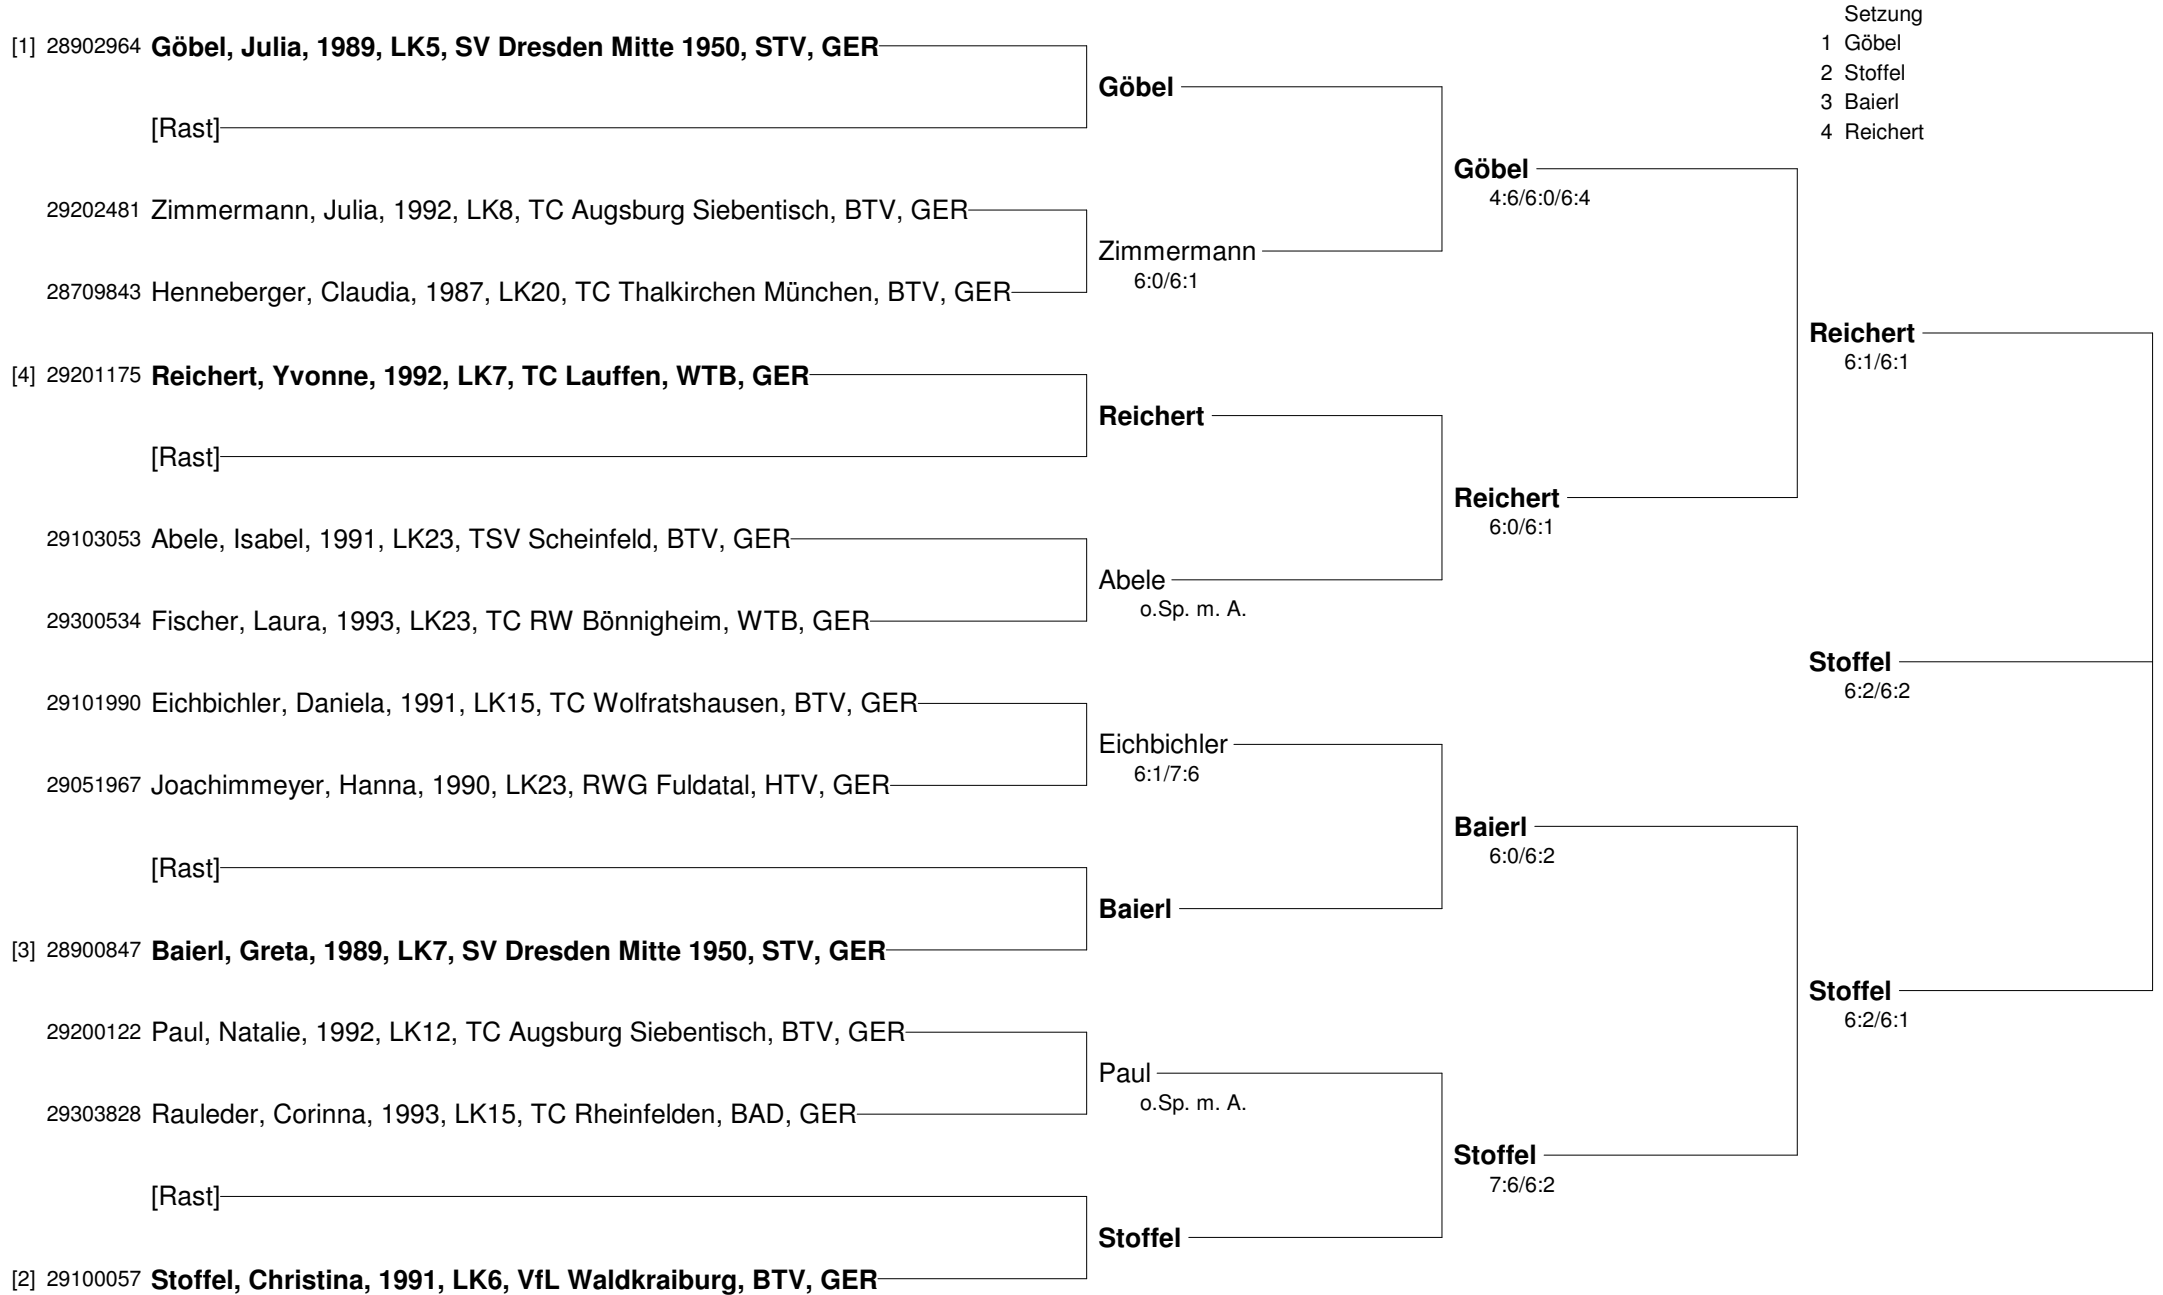 Setzung
1 Göbel
2 Stoffel
3 Baierl
4 Reichert
[1] 28902964 Göbel, Julia, 1989, LK5, SV Dresden Mitte 1950, STV, GER
Göbel
[Rast]
Göbel
4:6/6:0/6:4
29202481 Zimmermann, Julia, 1992, LK8, TC Augsburg Siebentisch, BTV, GER
Zimmermann
6:0/6:1
28709843 Henneberger, Claudia, 1987, LK20, TC Thalkirchen München, BTV, GER
Reichert
6:1/6:1
[4] 29201175 Reichert, Yvonne, 1992, LK7, TC Lauffen, WTB, GER
Reichert
[Rast]
Reichert
6:0/6:1
29103053 Abele, Isabel, 1991, LK23, TSV Scheinfeld, BTV, GER
Abele
o.Sp. m. A.
29300534 Fischer, Laura, 1993, LK23, TC RW Bönnigheim, WTB, GER
Stoffel
6:2/6:2
29101990 Eichbichler, Daniela, 1991, LK15, TC Wolfratshausen, BTV, GER
Eichbichler
6:1/7:6
29051967 Joachimmeyer, Hanna, 1990, LK23, RWG Fuldatal, HTV, GER
Baierl
6:0/6:2
[Rast]
Baierl
[3] 28900847 Baierl, Greta, 1989, LK7, SV Dresden Mitte 1950, STV, GER
Stoffel
6:2/6:1
29200122 Paul, Natalie, 1992, LK12, TC Augsburg Siebentisch, BTV, GER
Paul
o.Sp. m. A.
29303828 Rauleder, Corinna, 1993, LK15, TC Rheinfelden, BAD, GER
Stoffel
7:6/6:2
[Rast]
Stoffel
[2] 29100057 Stoffel, Christina, 1991, LK6, VfL Waldkraiburg, BTV, GER